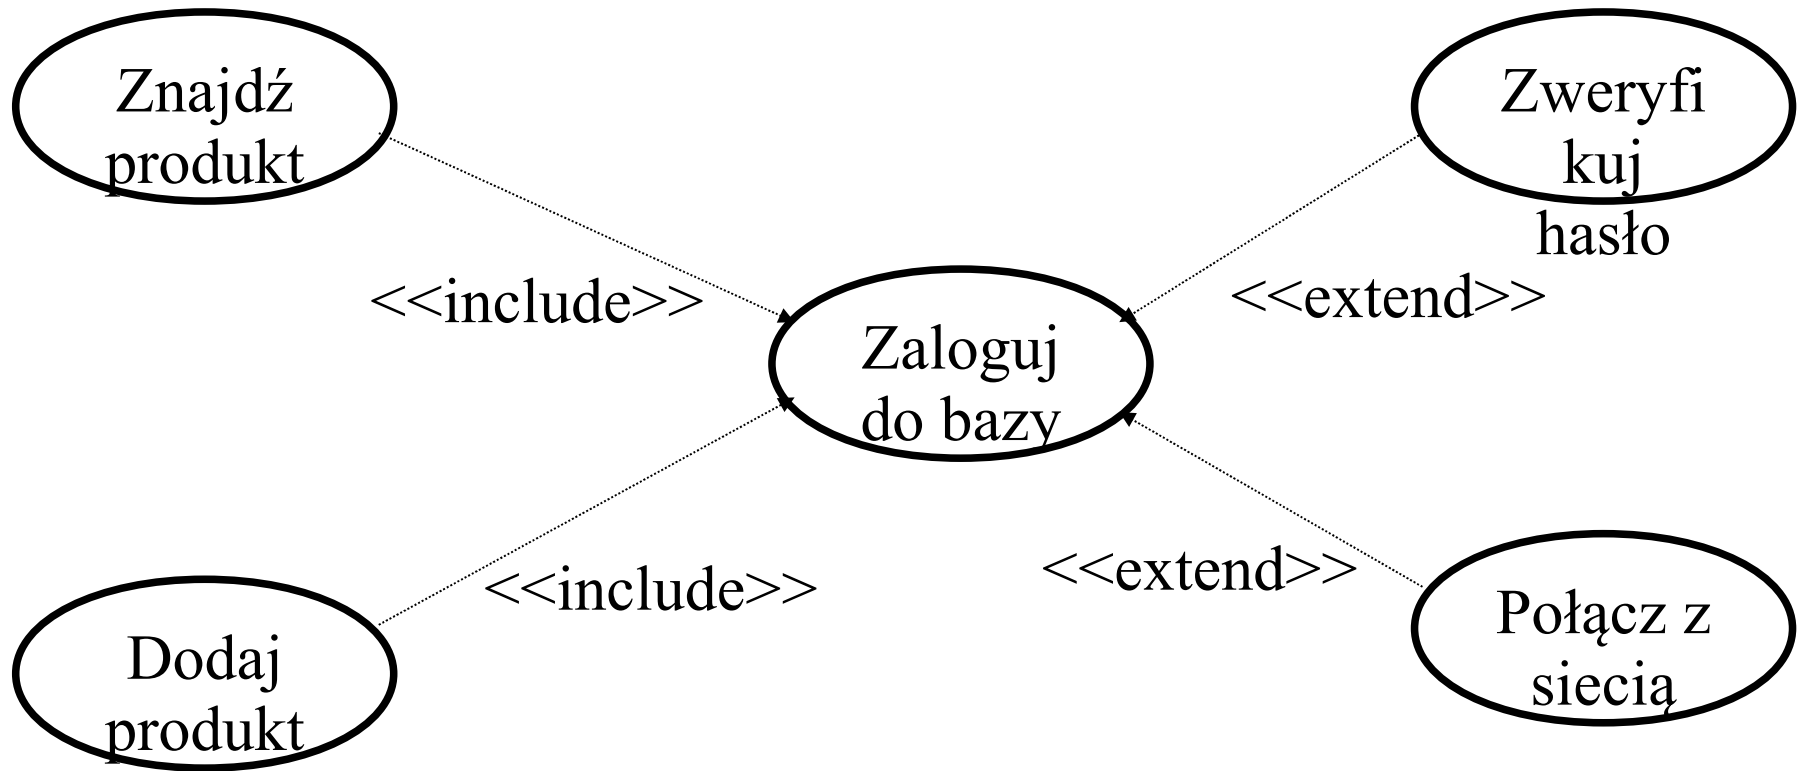 Znajdź
produkt
Zweryfi
kuj
hasło
<<include>>
<<extend>>
Zaloguj
do bazy
<<include>>
<<extend>>
Dodaj
produkt
Połącz z
siecią